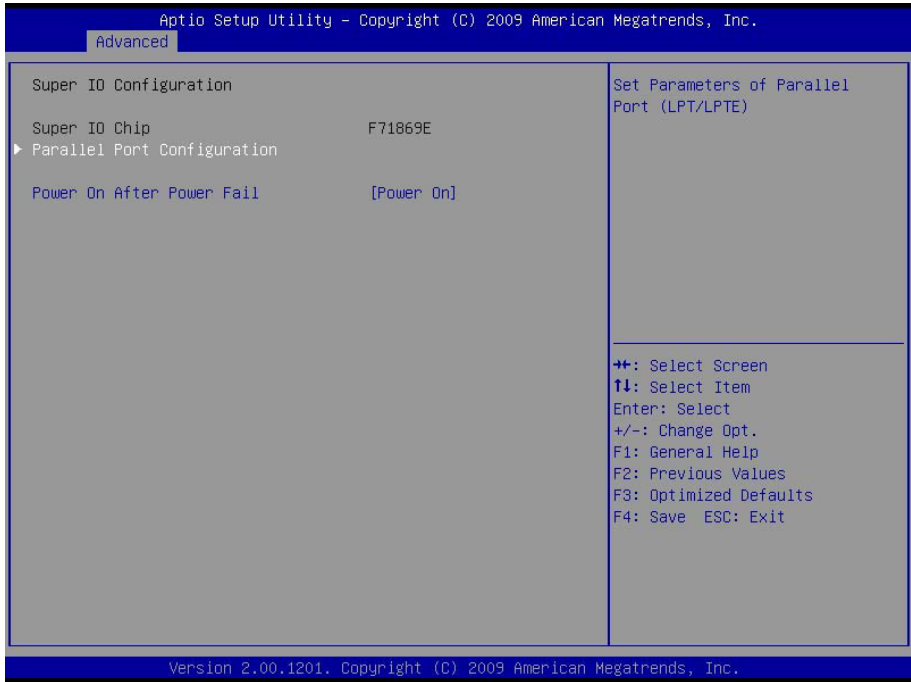 Aptio Setup Utility – Copyright (C) 2009 American Megatrends, Inc.
Advanced
Super IO Configuration
Super IO Chip F71869E
▶ Parallel Port Configuration
Power On After Power Fail [Power On]
Set Parameters of Parallel
Port (LPT/LPTE)
→←: Select Screen
↑↓: Select Item
Enter: Select
+/-: Change Opt.
F1: General Help
F2: Previous Values
F3: Optimized Defaults
F4: Save ESC: Exit
Version 2.00.1201. Copyright (C) 2009 American Megatrends, Inc.